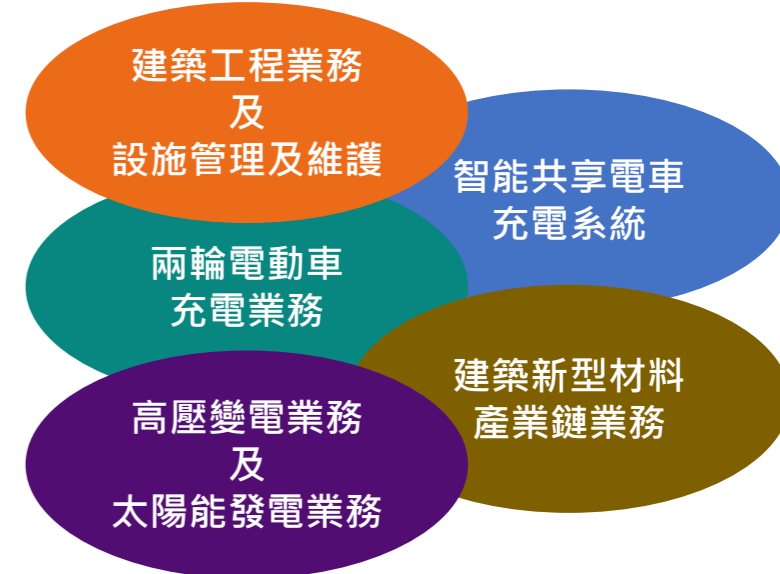 建築工程業務
及
設施管理及維護
智能共享電車
充電系統
兩輪電動車
充電業務
建築新型材料
產業鏈業務
高壓變電業務
及
太陽能發電業務